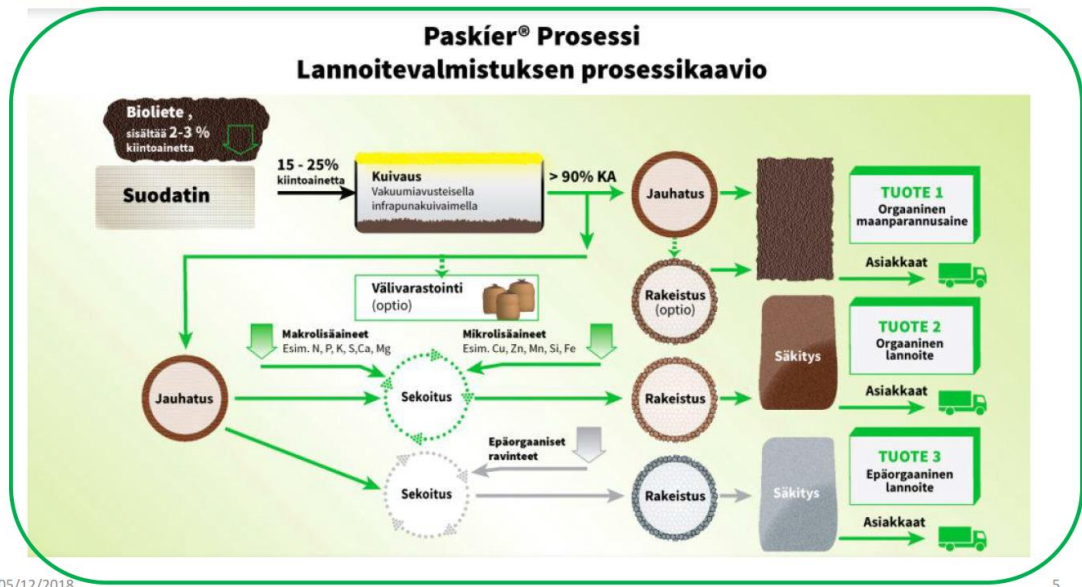 Paskíer® Prosessi
Lannoitevalmistuksen prosessikaavio
Bioliete ,
sisältää 2-3 %
kiintoainetta
Suodatin
15 - 25%
kiintoainetta
Kuivaus
Vakuumiavusteisella
infrapunakuivaimella
> 90% KA
Jauhatus
TUOTE 1
Orgaaninen
maanparannusaine
Asiakkaat
Välivarastointi
(optio)
Rakeistus
(optio)
Makrolisäaineet
Esim. N, P, K, S,Ca, Mg
Mikrolisäaineet
Esim. Cu, Zn, Mn, Si, Fe
Jauhatus
Sekoitus
Rakeistus
Säkitys
TUOTE 2
Orgaaninen
lannoite
Asiakkaat
Epäorgaaniset
ravinteet
Sekoitus
Rakeistus
Säkitys
TUOTE 3
Epäorgaaninen
lannoite
Asiakkaat
05/12/2018
5